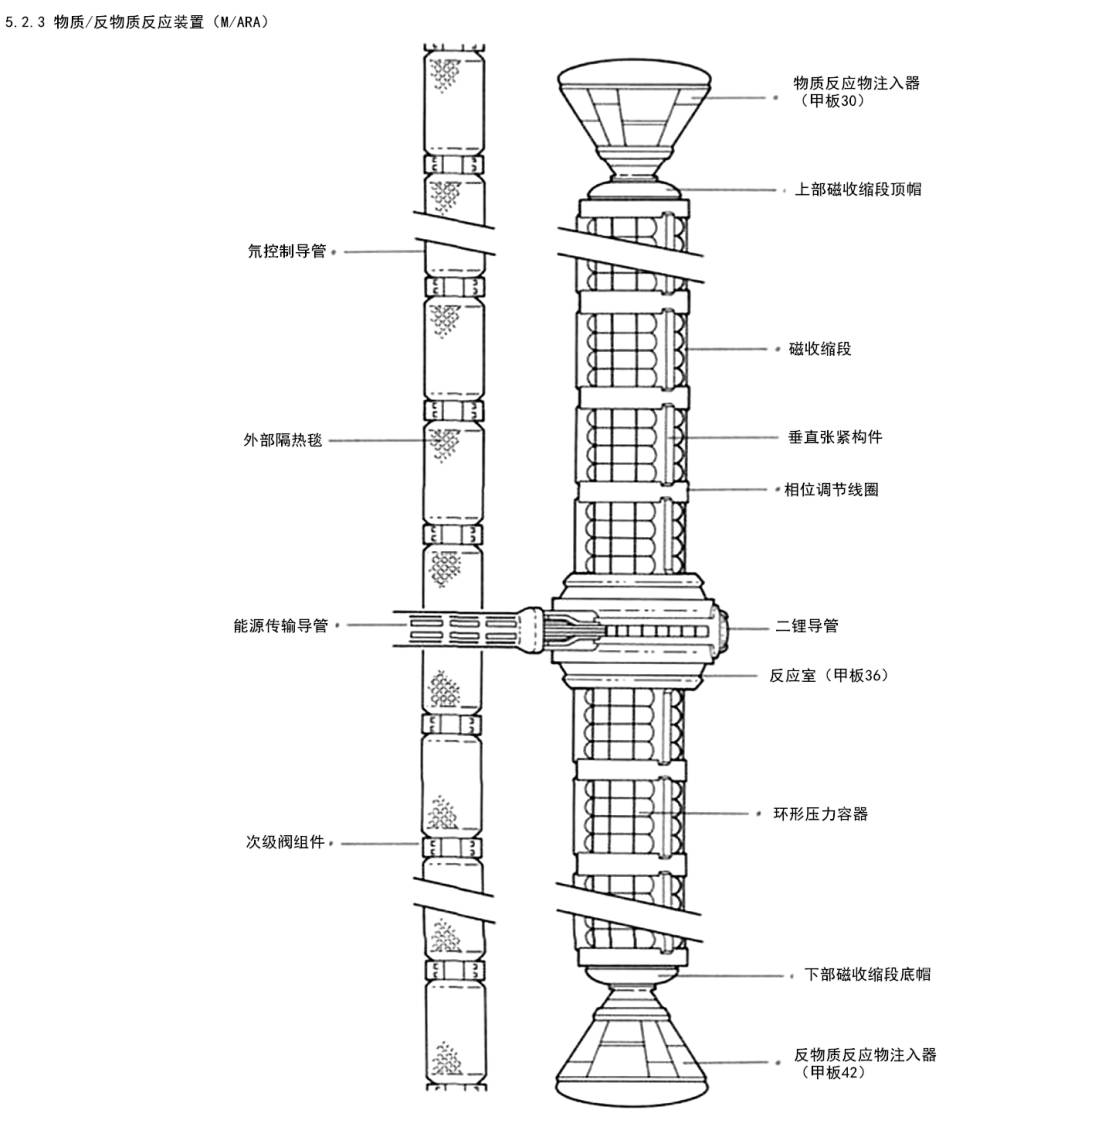 5.2.3 物质/反物质反应装置（M/ARA）
物质反应物注入器
（甲板30）
上部磁收缩段顶帽
氘控制导管
磁收缩段
垂直张紧构件
外部隔热毯
相位调节线圈
能源传输导管
二锂导管
反应室（甲板36）
环形压力容器
次级阀组件
下部磁收缩段底帽
反物质反应物注入器
（甲板42）